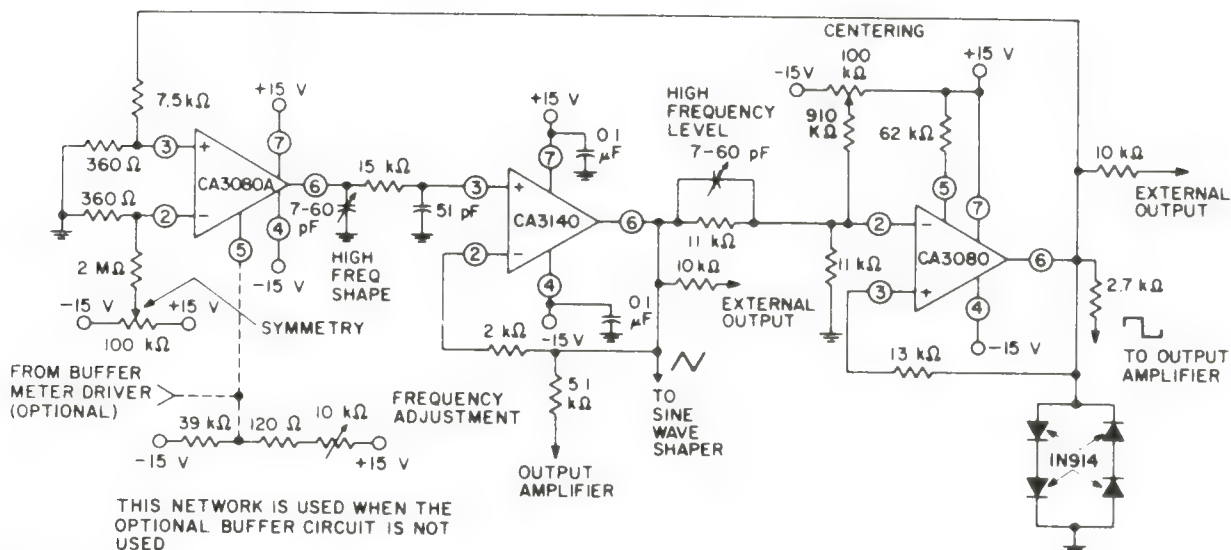 CENTERING
100
kΩ
-15V
+15 V
910
KΩ
62 kΩ
7.5 kΩ
+15 V
360 Ω
360 Ω
3
2
+
-
CA3080A
7
6
4
5
-15 V
2 MΩ
-15 V
+15 V
100 kΩ
SYMMETRY
15 kΩ
7-60
pF
HIGH
FREQ
SHAPE
51 pF
+15 V
7
0.1
μF
3
2
+
-
CA3140
6
4
0.1
μF
-15 V
2 kΩ
HIGH
FREQUENCY
LEVEL
7-60 pF
11 kΩ
10 kΩ
EXTERNAL
OUTPUT
11 kΩ
2
3
-
+
CA3080
5
7
6
4
-15 V
13 kΩ
10 kΩ
EXTERNAL
OUTPUT
2.7 kΩ
TO OUTPUT
AMPLIFIER
1N914
FROM BUFFER
METER DRIVER
(OPTIONAL)
FREQUENCY
ADJUSTMENT
39 kΩ
120 Ω
10 kΩ
-15 V
+15 V
5.1
kΩ
OUTPUT
AMPLIFIER
TO
SINE
WAVE
SHAPER
THIS NETWORK IS USED WHEN THE
OPTIONAL BUFFER CIRCUIT IS NOT
USED